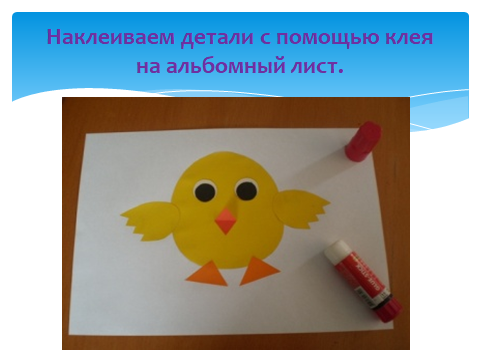 Наклеиваем детали с помощью клея
на альбомный лист.